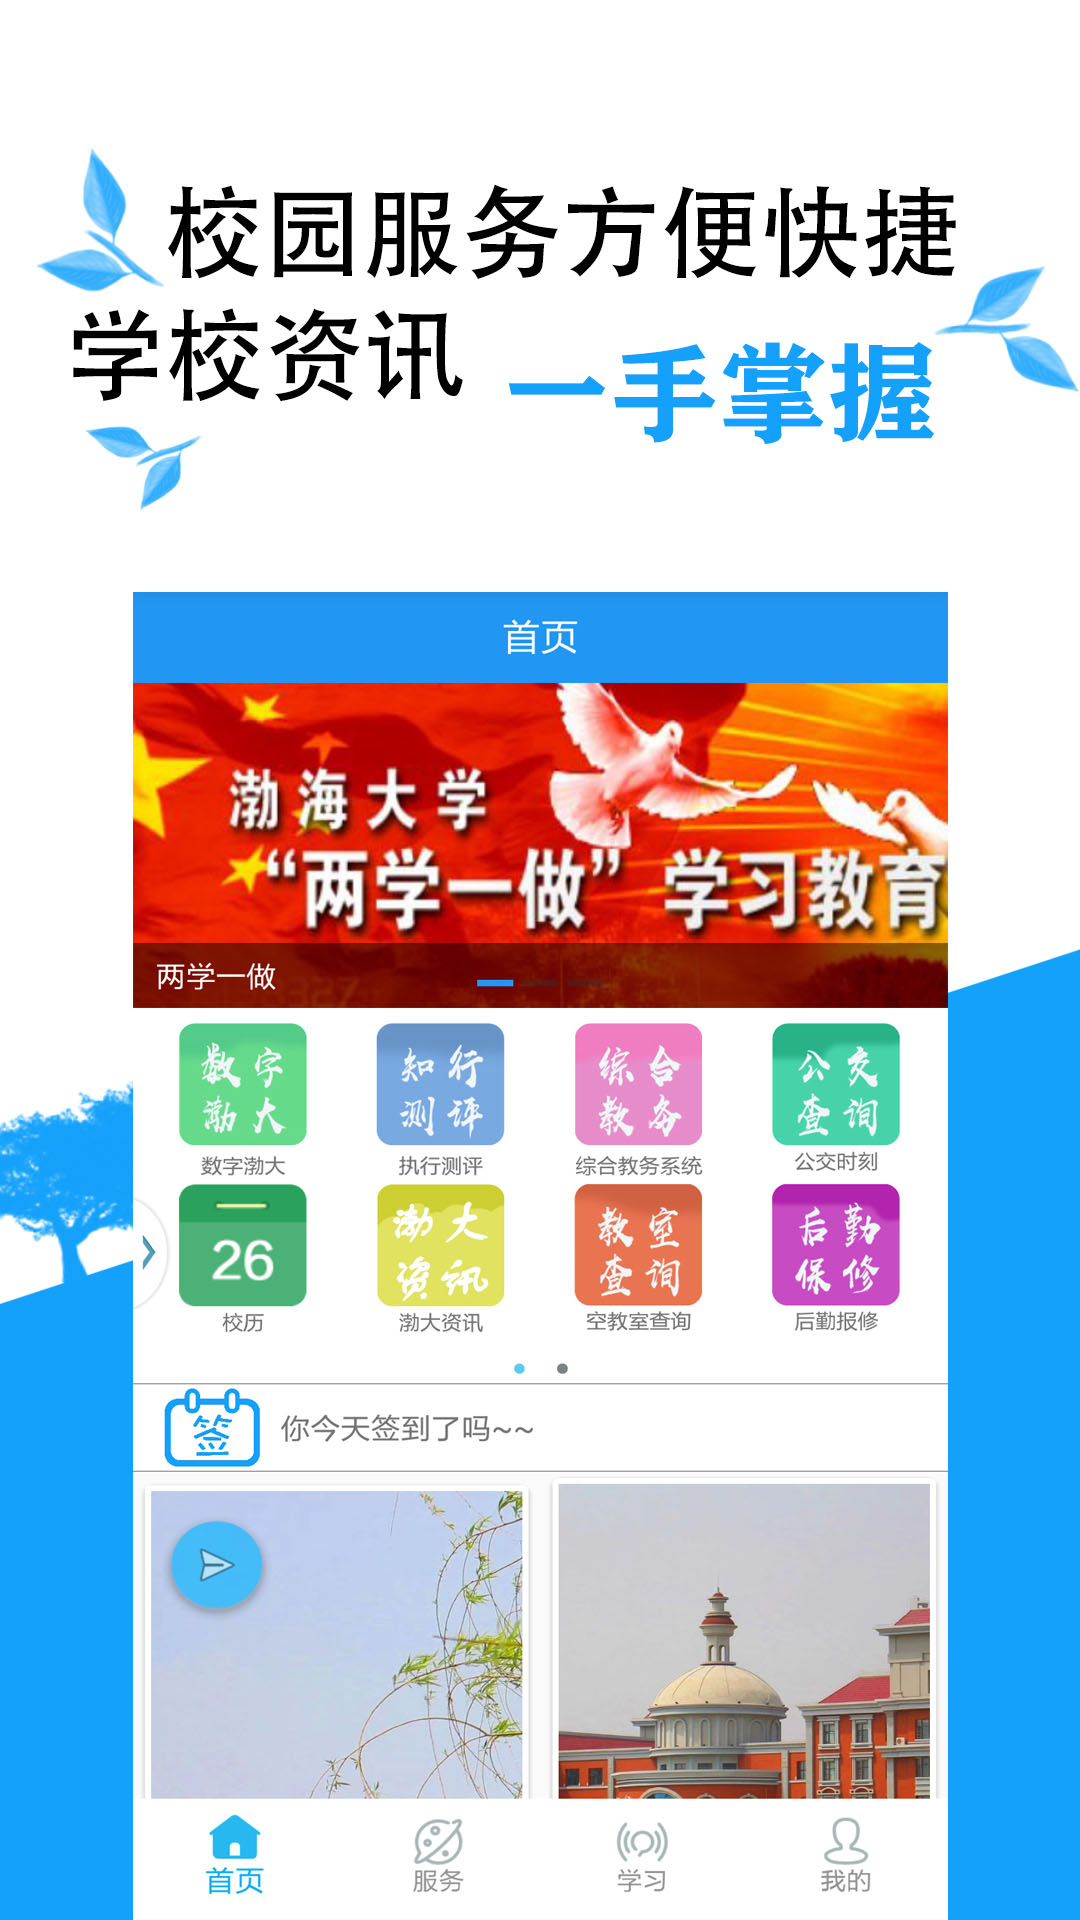 校园服务方便快捷
学校资讯 一手掌握
首页
渤海大学
“两学一做”学习教育
两学一做
数字 知行 综合 公交
渤大 测评 教务 查询
数字渤大 执行测评 综合教务系统 公交时刻
26 渤大 教室 后勤
资讯 查询 保修
校历 渤大资讯 空教室查询 后勤报修
签 你今天签到了吗~~
首页 服务 学习 我的